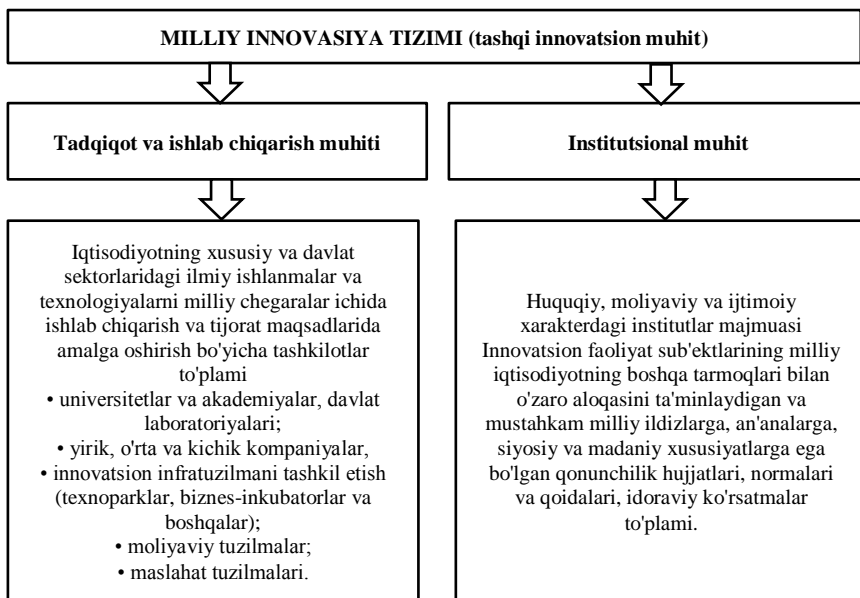 MILLIY INNOVASIYA TIZIMI (tashqi innovatsion muhit)
Tadqiqot va ishlab chiqarish muhiti
Institutsional muhit
Iqtisodiyotning xususiy va davlat
sektorlaridagi ilmiy ishlanmalar va
texnologiyalarni milliy chegaralar ichida
ishlab chiqarish va tijorat maqsadlarida
amalga oshirish bo'yicha tashkilotlar
to'plami
• universitetlar va akademiyalar, davlat
laboratoriyalari;
• yirik, o'rta va kichik kompaniyalar,
• innovatsion infratuzilmani tashkil etish
(texnoparklar, biznes-inkubatorlar va
boshqalar);
• moliyaviy tuzilmalar;
• maslahat tuzilmalari.
Huquqiy, moliyaviy va ijtimoiy
xarakterdagi institutlar majmuasi
Innovatsion faoliyat sub'ektlarining milliy
iqtisodiyotning boshqa tarmoqlari bilan
o'zaro aloqasini ta'minlaydigan va
mustahkam milliy ildizlarga, an'analarga,
siyosiy va madaniy xususiyatlarga ega
bo'lgan qonunchilik hujjatlari, normalari
va qoidalari, idoraviy ko'rsatmalar
to'plami.